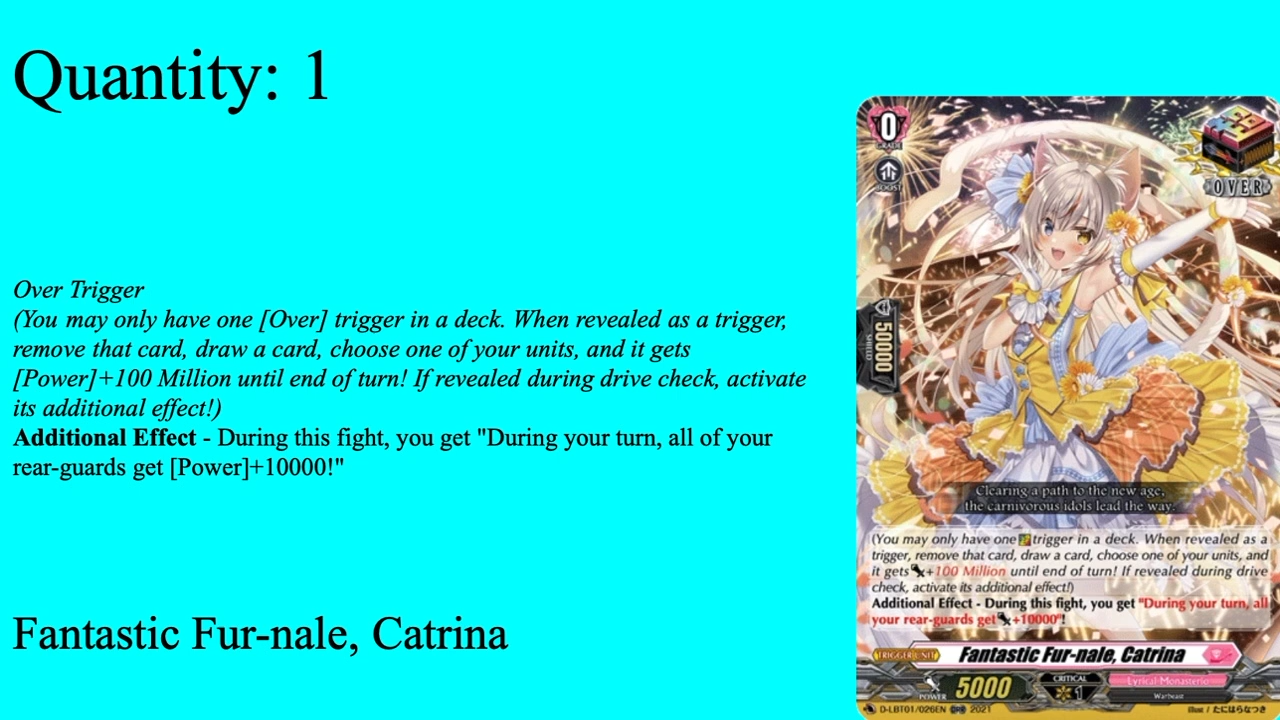 Quantity: 1
Over Trigger
(You may only have one [Over] trigger in a deck. When revealed as a trigger,
remove that card, draw a card, choose one of your units, and it gets
[Power]+100 Million until end of turn! If revealed during drive check, activate
its additional effect!)
Additional Effect - During this fight, you get "During your turn, all of your
rear-guards get [Power]+10000!"
Fantastic Fur-nale, Catrina
0
GRADE
BOOST
OVER
50000
SHIELD
Clearing a path to the new age,
the carnivorous idols lead the way.
(You may only have one trigger in a deck. When revealed as a
trigger, remove that card, draw a card, choose one of your units, and
it gets +100 Million until end of turn! If revealed during drive
check, activate its additional effect!)
Additional Effect - During this fight, you get "During your turn, all
your rear-guards get +10000"!
TRIGGER UNIT
Fantastic Fur-nale, Catrina
POWER 5000
CRITICAL
1
Lyrical Monasterio
Warbeast
D-LBT01/026EN
2021
Illust / たにはらなつき